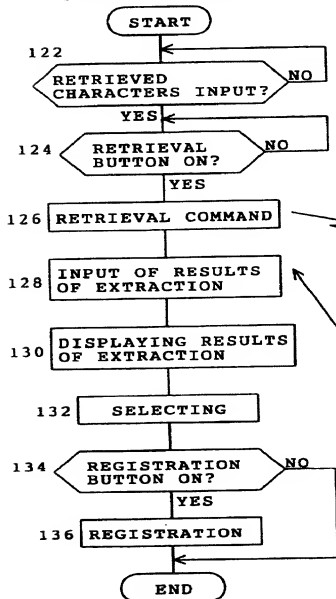 START
122
RETRIEVED
CHARACTERS INPUT?
NO
YES
124
RETRIEVAL
BUTTON ON?
NO
YES
126
RETRIEVAL COMMAND
128
INPUT OF RESULTS
OF EXTRACTION
130
DISPLAYING RESULTS
OF EXTRACTION
132
SELECTING
134
REGISTRATION
BUTTON ON?
NO
YES
136
REGISTRATION
END